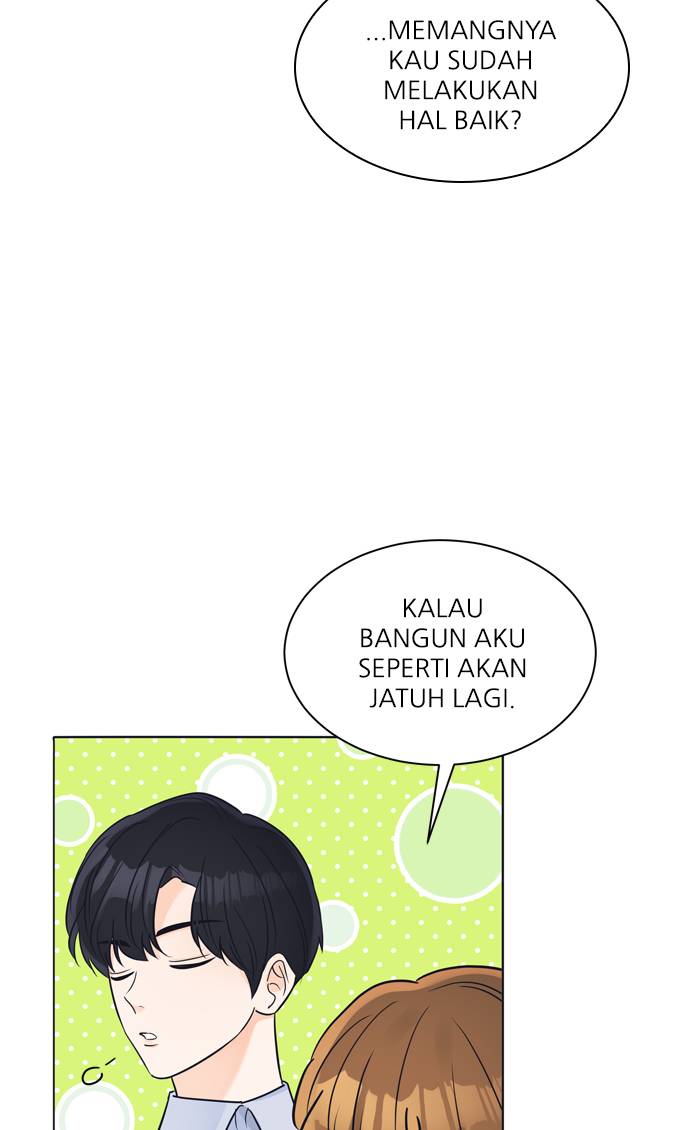 ...MEMANGNYA
KAU SUDAH
MELAKUKAN
HAL BAIK?
KALAU
BANGUN AKU
SEPERTI AKAN
JATUH LAGI.